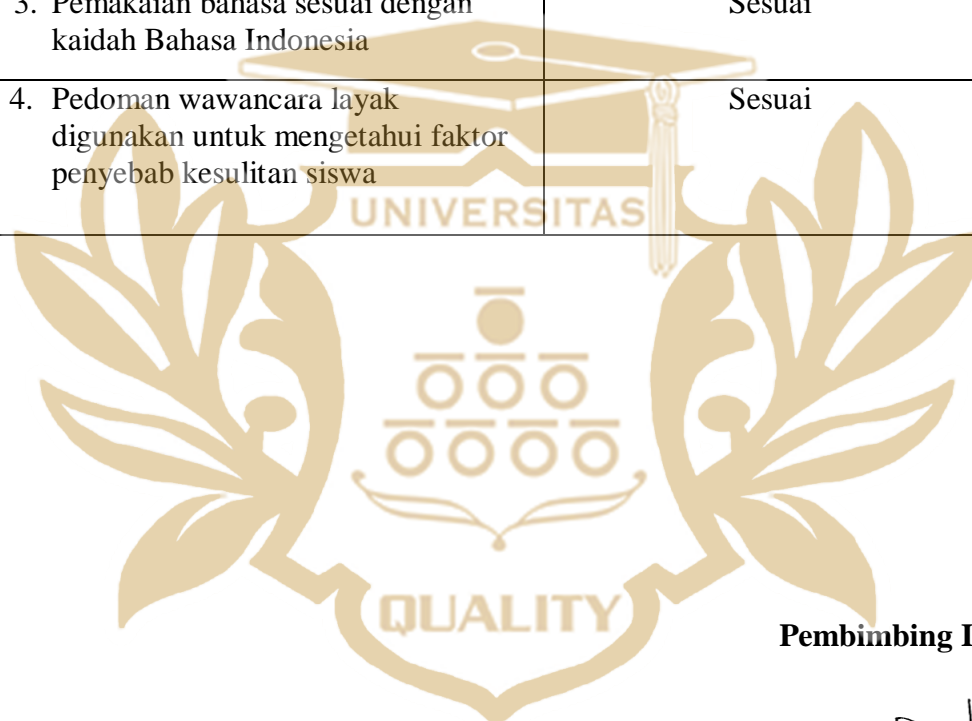 3. Pemakaian bahasa sesuai dengan
kaidah Bahasa Indonesia
Sesuai
4. Pedoman wawancara layak
digunakan untuk mengetahui faktor
penyebab kesulitan siswa
Sesuai
UNIVERSITAS
QUALITY
Pembimbing I